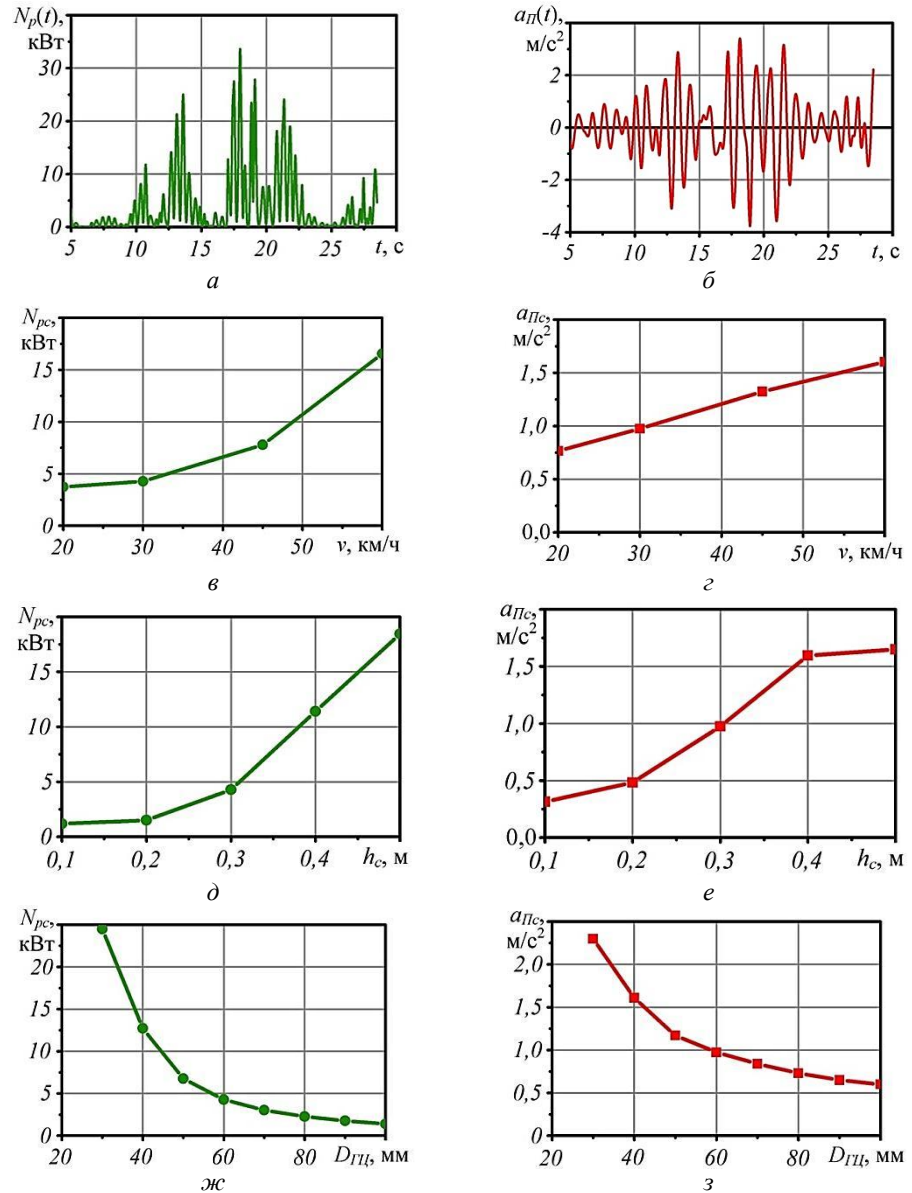 N_p(t), a_П(t),
кВт м/с²
30 2
20 0
10 -2
0 -4
5 10 15 20 25 t, с 5 10 15 20 25 t, с
а б
N_pc, a_Пс,
кВт м/с²
15 1,5
10 1,0
5 0,5
0 0,0
20 30 40 50 v, км/ч 20 30 40 50 v, км/ч
в г
N_pc, a_Пс,
кВт м/с²
15 1,5
10 1,0
5 0,5
0 0,0
0,1 0,2 0,3 0,4 h_c, м 0,1 0,2 0,3 0,4 h_c, м
д е
N_pc, a_Пс,
кВт м/с²
20 2,0
15 1,5
10 1,0
5 0,5
0 0,0
20 40 60 80 D_ГЦ, мм 20 40 60 80 D_ГЦ, мм
ж з